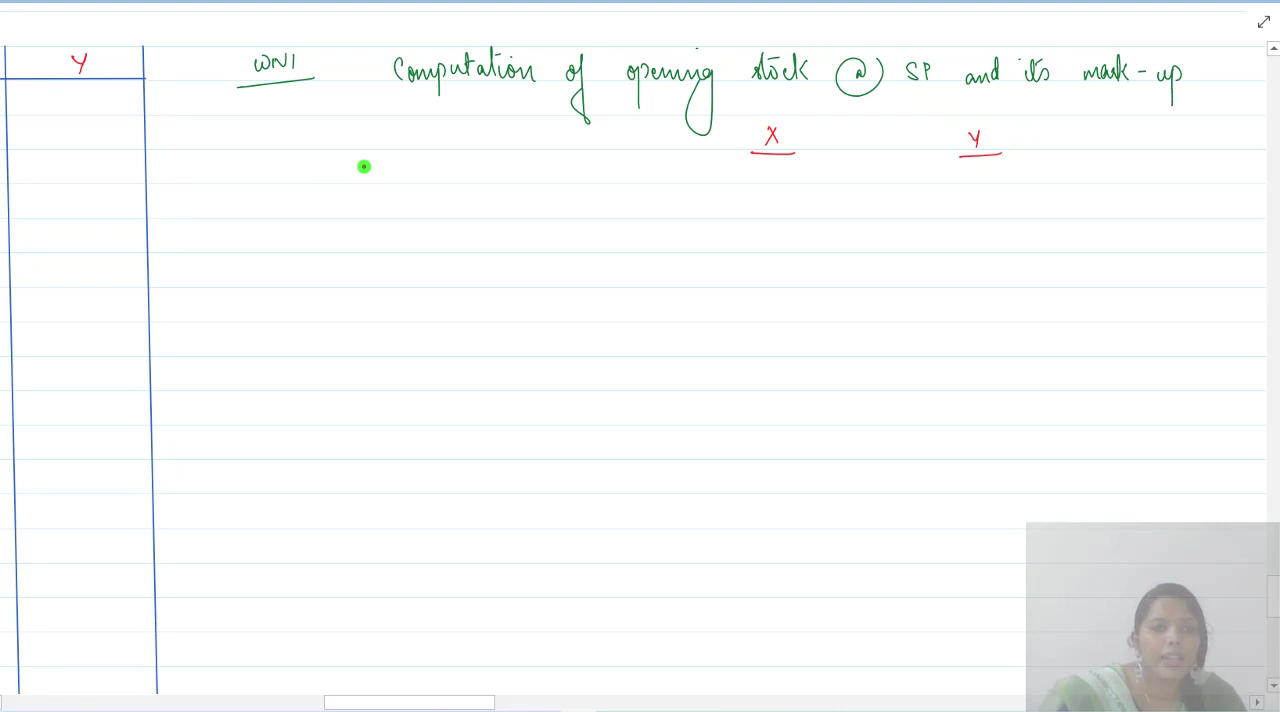 Y
WN1 Computation of opening stock @ SP and its mark-up
X Y